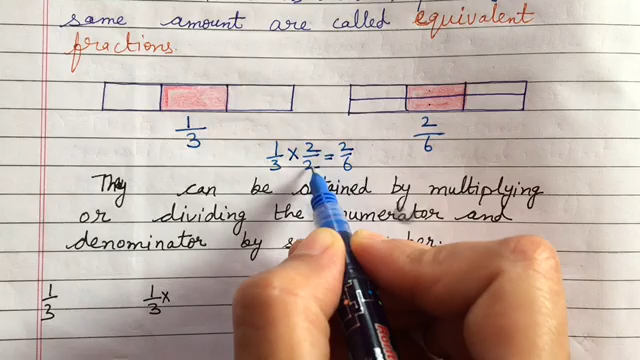 same amount are called equivalent
fractions.
1/3
2/6
1/3 × 2/2 = 2/6
They can be obtained by multiplying
or dividing the numerator and
denominator by
1/3 1/3 ×